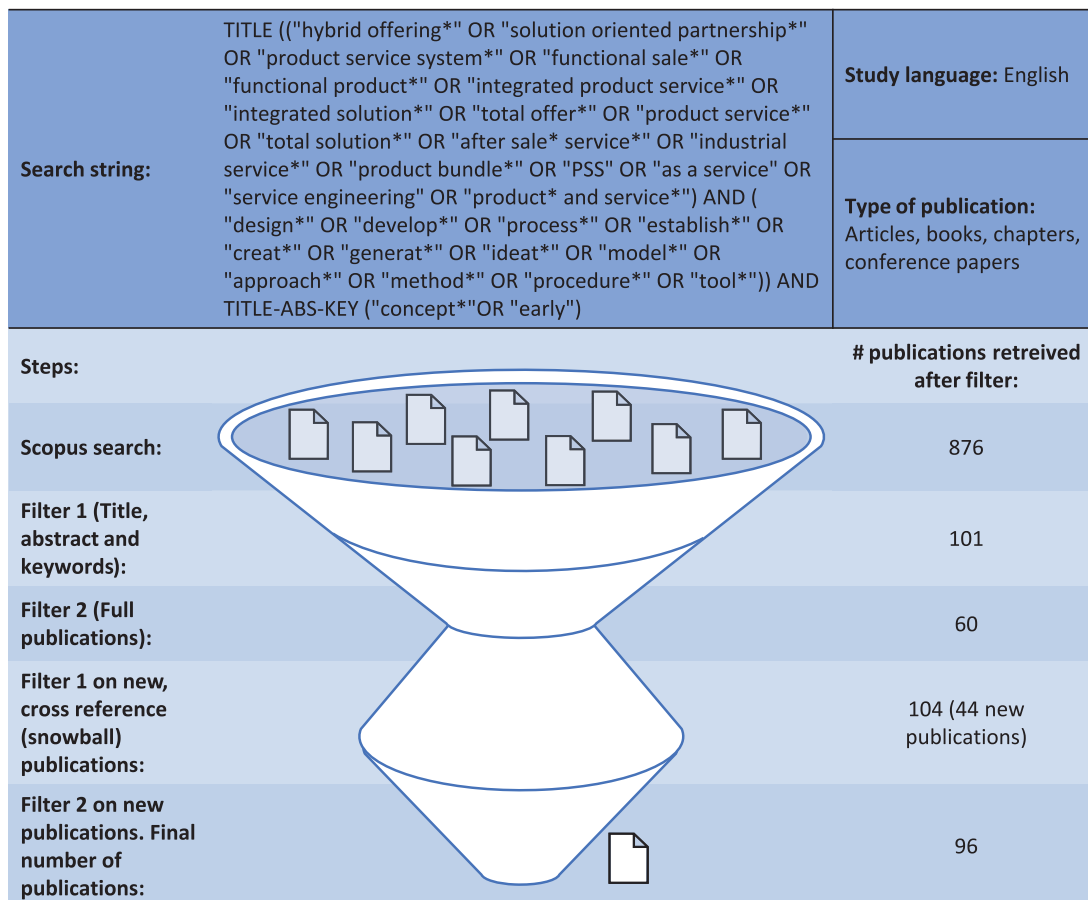 Search string:
TITLE (("hybrid offering*" OR "solution oriented partnership*"
OR "product service system*" OR "functional sale*" OR
"functional product*" OR "integrated product service*" OR
"integrated solution*" OR "total offer*" OR "product service*"
OR "total solution*" OR "after sale* service*" OR "industrial
service*" OR "product bundle*" OR "PSS" OR "as a service" OR
"service engineering" OR "product* and service*") AND (
"design*" OR "develop*" OR "process*" OR "establish*" OR
"creat*" OR "generat*" OR "ideat*" OR "model*" OR
"approach*" OR "method*" OR "procedure*" OR "tool*")) AND
TITLE-ABS-KEY ("concept*"OR "early")
Study language: English
Type of publication:
Articles, books, chapters,
conference papers
Steps:
# publications retreived
after filter:
Scopus search:
876
Filter 1 (Title,
abstract and
keywords):
101
Filter 2 (Full
publications):
60
Filter 1 on new,
cross reference
(snowball)
publications:
104 (44 new
publications)
Filter 2 on new
publications. Final
number of
publications:
96